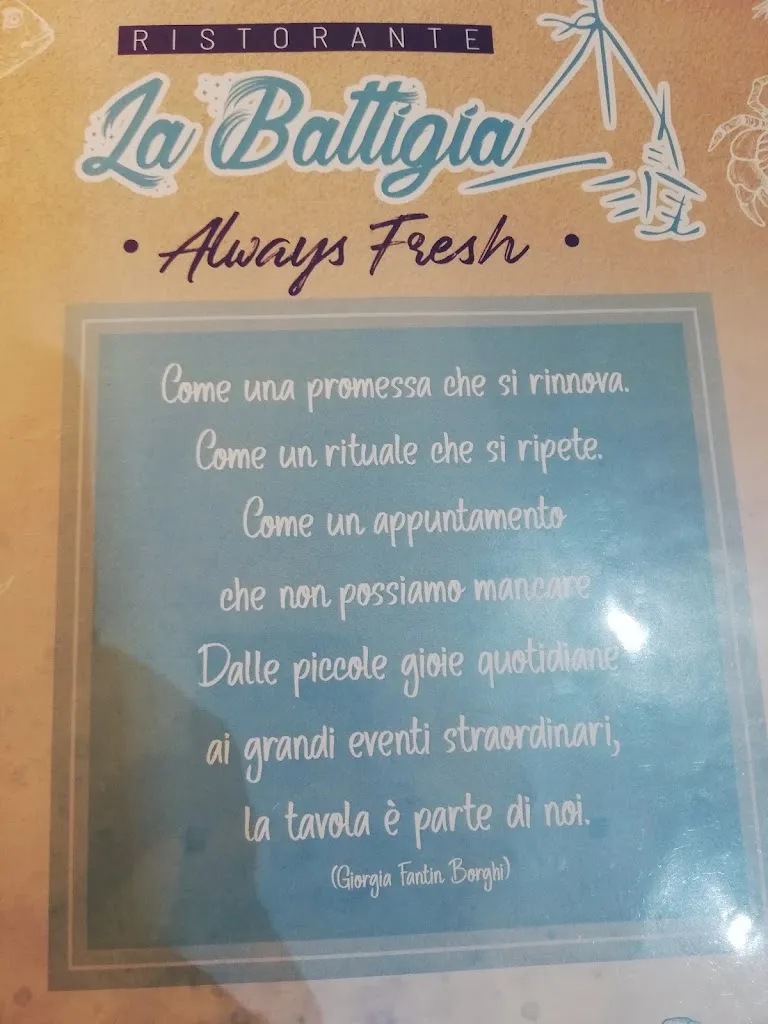 RISTORANTE
La Battigia
• Always Fresh •
Come una promessa che si rinnova.
Come un rituale che si ripete.
Come un appuntamento
che non possiamo mancare
Dalle piccole gioie quotidiane
ai grandi eventi straordinari,
la tavola è parte di noi.
(Giorgia Fantin Borghi)